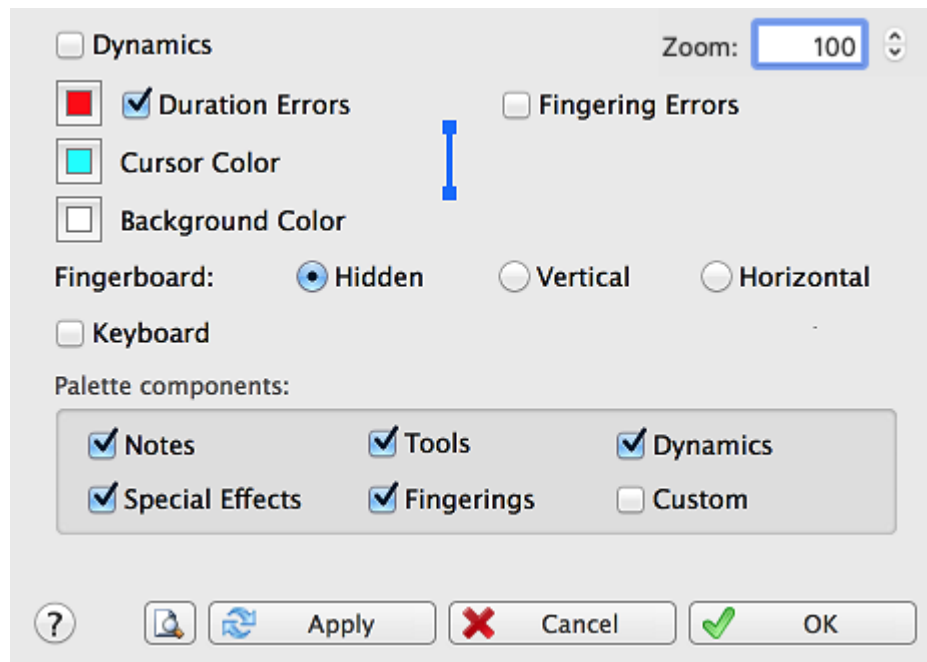 Dynamics Zoom: 100
Duration Errors Fingering Errors
Cursor Color
Background Color
Fingerboard: Hidden Vertical Horizontal
Keyboard
Palette components:
Notes Tools Dynamics
Special Effects Fingerings Custom
? Apply Cancel OK